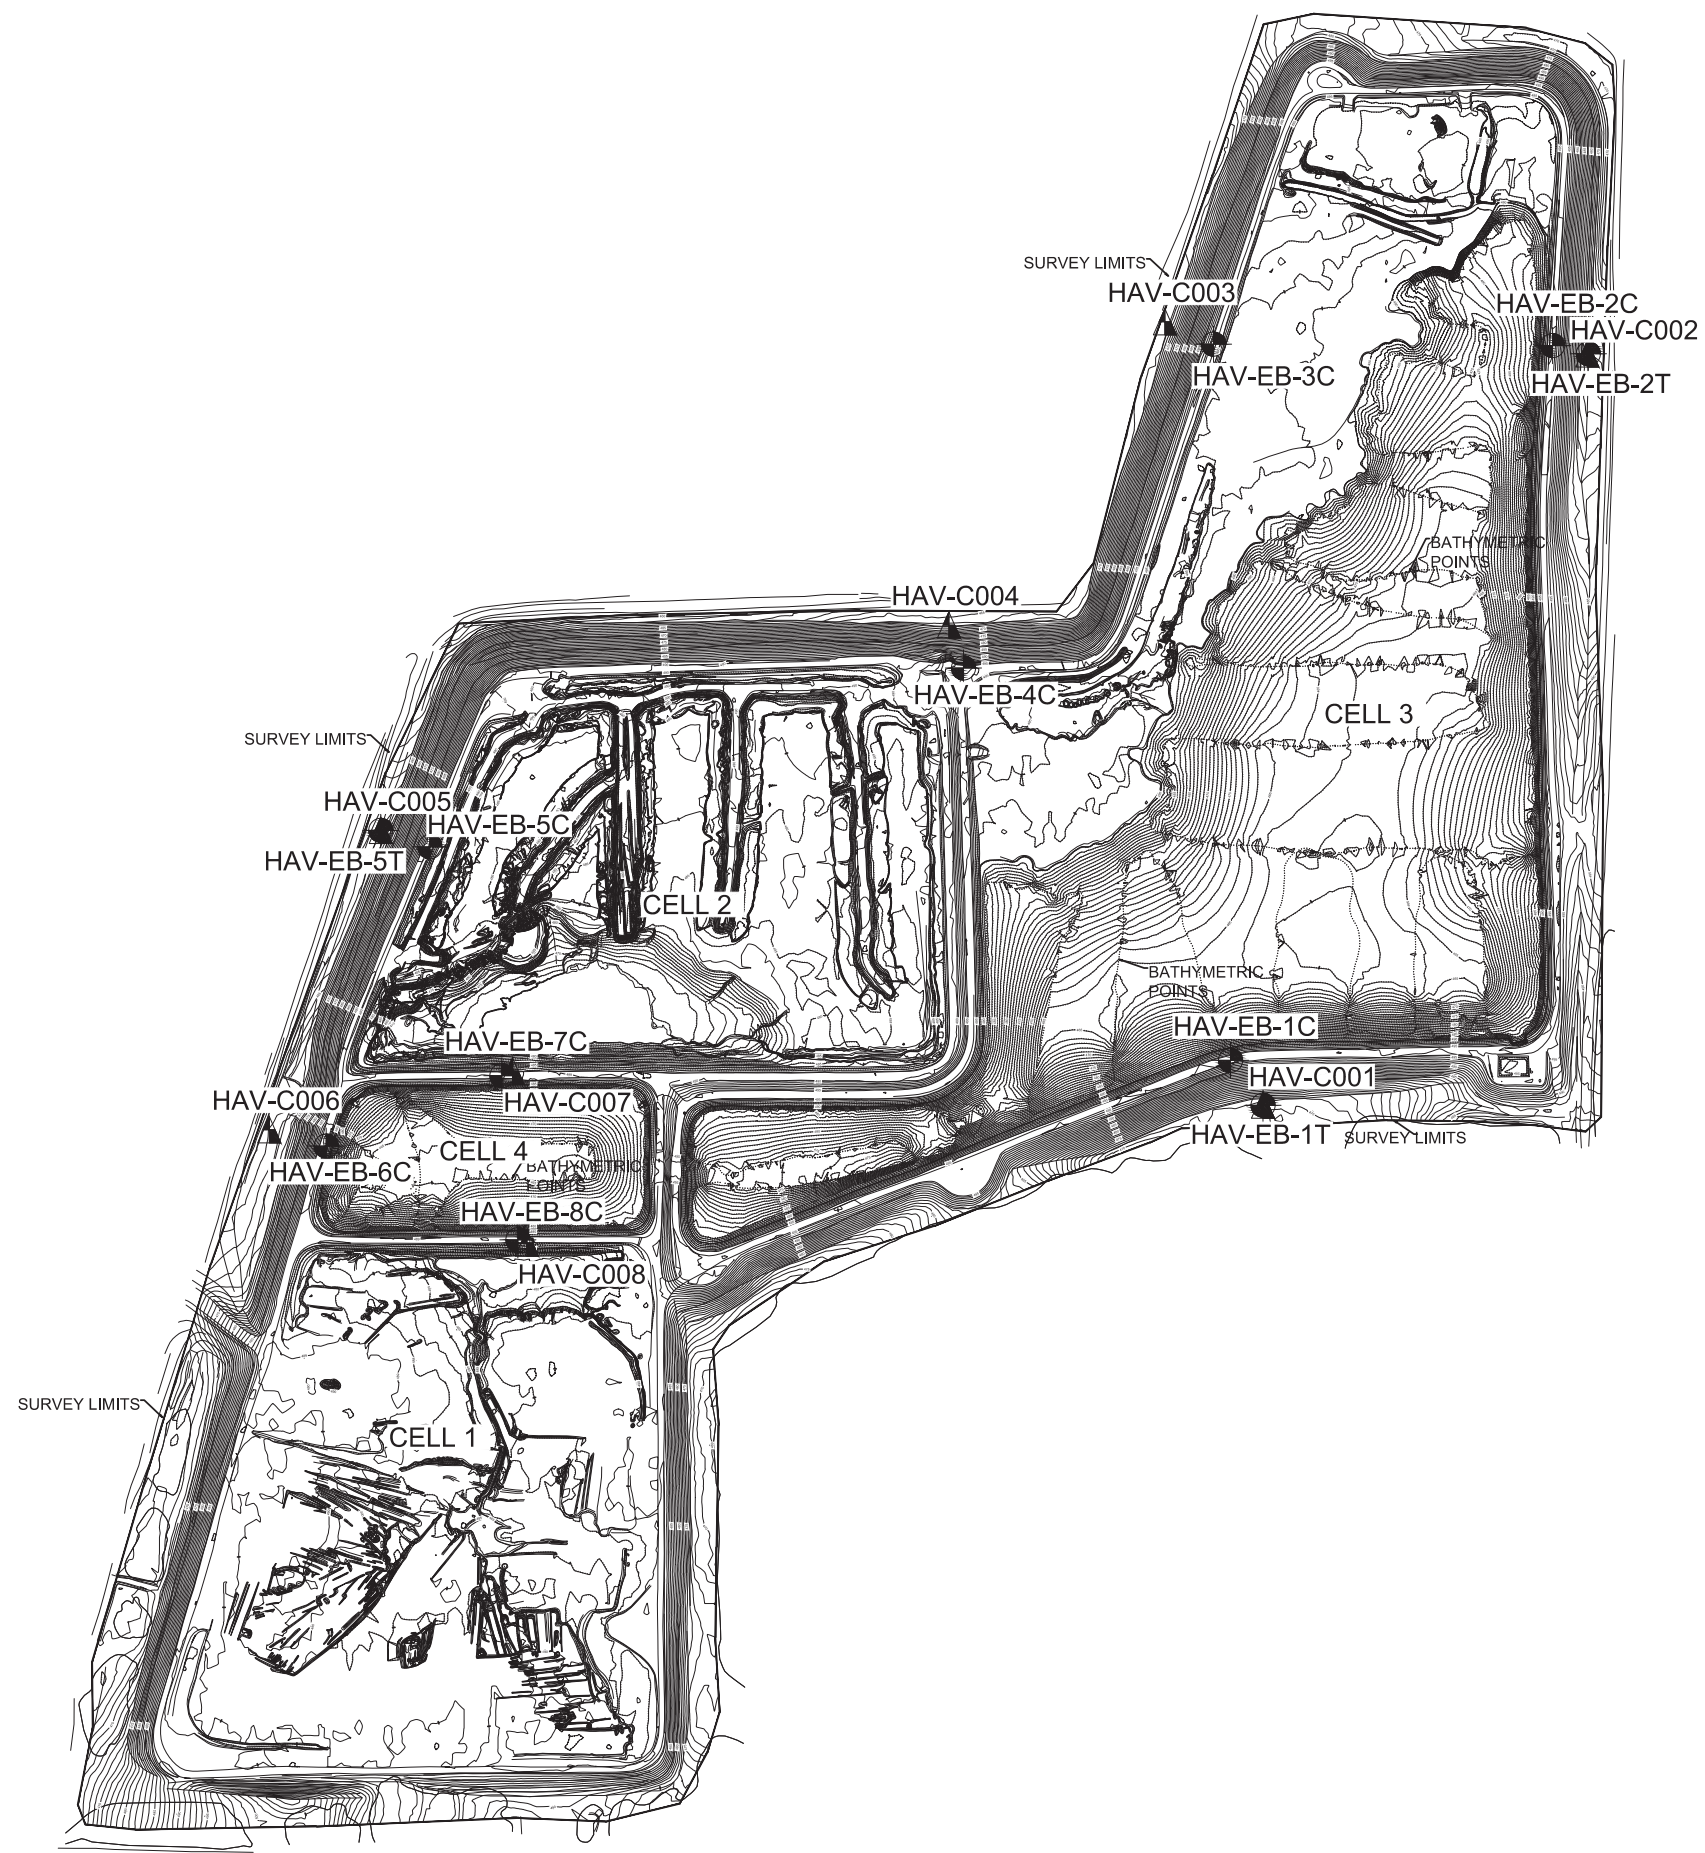 SURVEY LIMITS
HAV-C003
HAV-EB-2C
HAV-C002
HAV-EB-3C
HAV-EB-2T
BATHYMETRIC
POINTS
HAV-C004
HAV-EB-4C
CELL 3
SURVEY LIMITS
HAV-C005
HAV-EB-5C
HAV-EB-5T
CELL 2
BATHYMETRIC
POINTS
HAV-EB-1C
HAV-EB-7C
HAV-C001
HAV-C006
HAV-C007
HAV-EB-1T
SURVEY LIMITS
CELL 4
HAV-EB-6C
BATHYMETRIC
POINTS
HAV-EB-8C
HAV-C008
SURVEY LIMITS
CELL 1